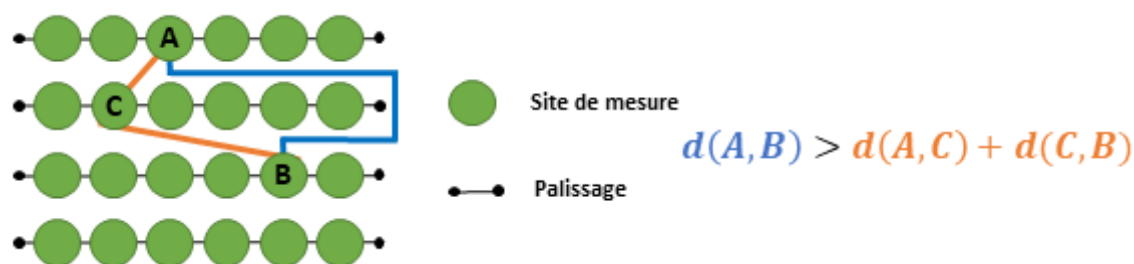 A
C
B
Site de mesure
Palissage
d(A,B) > d(A,C) + d(C,B)